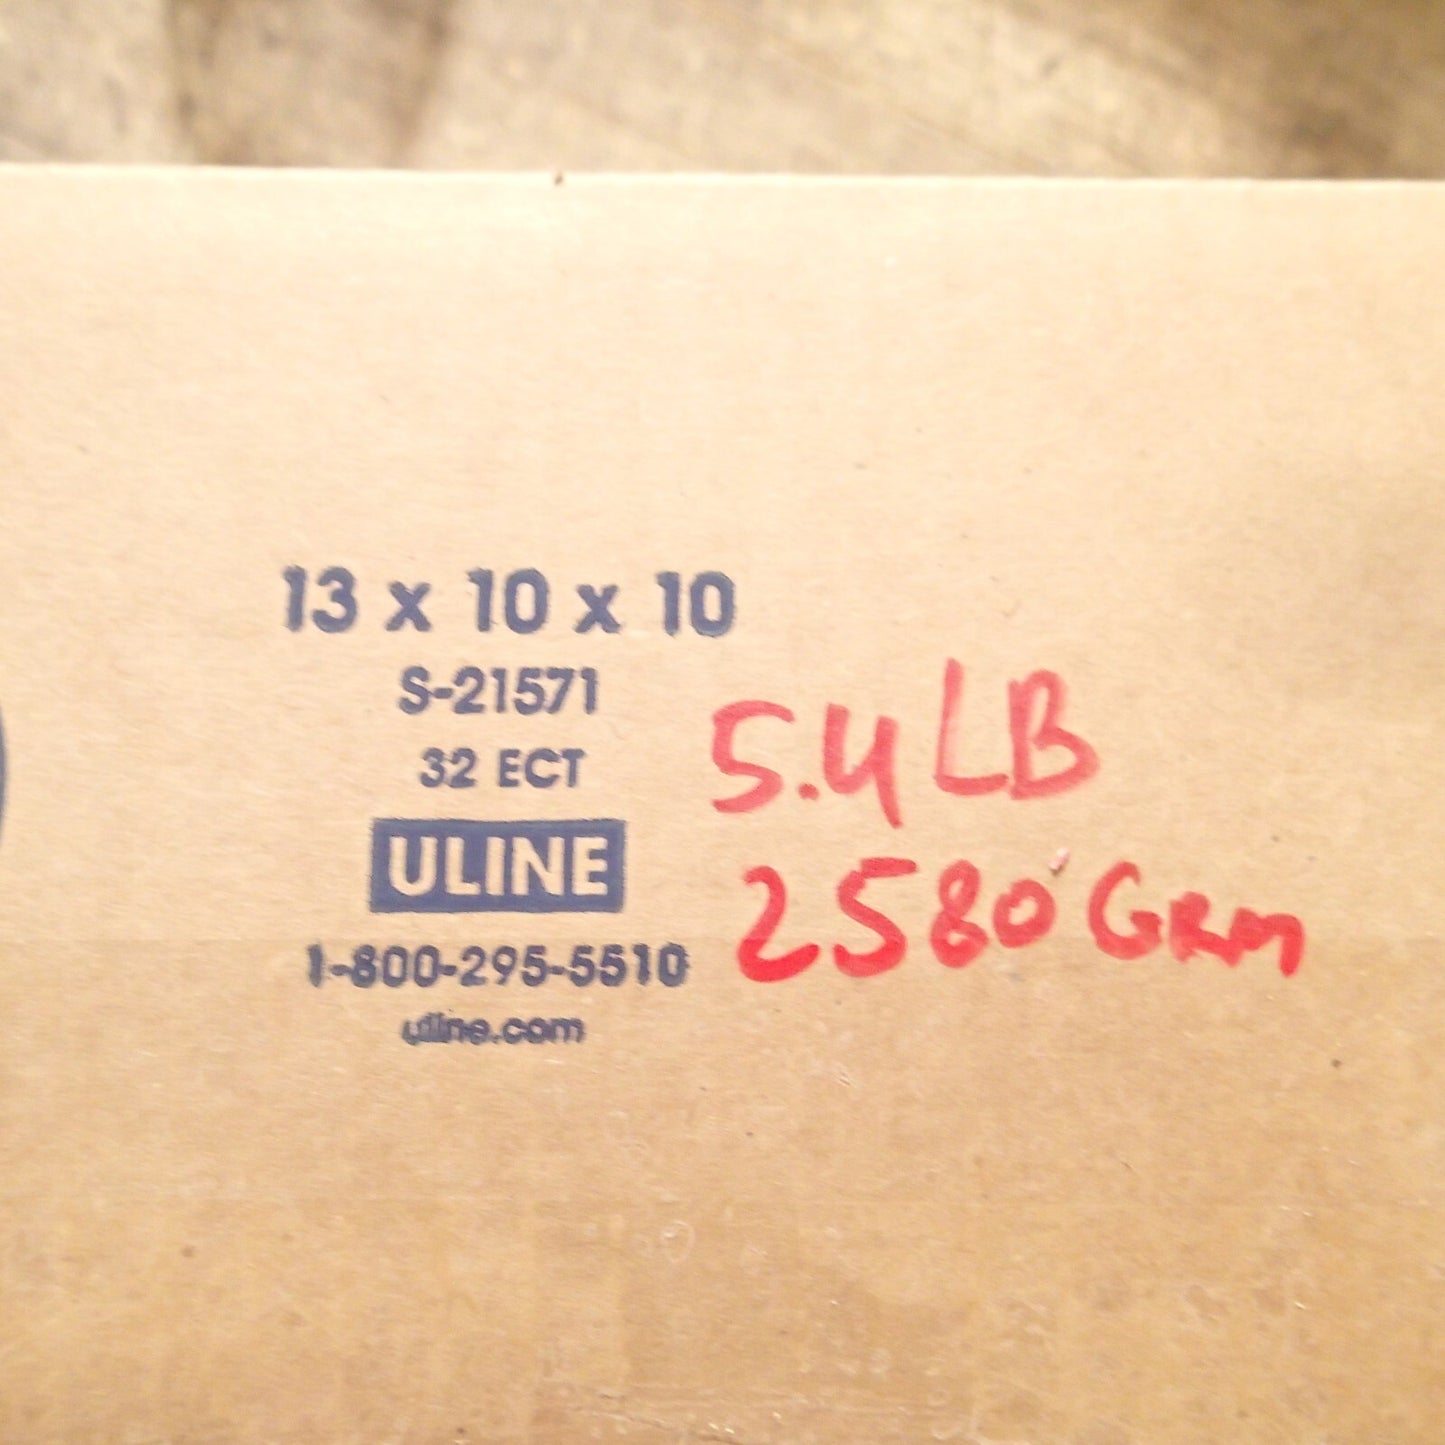 13 x 10 x 10
S-21571
32 ECT
ULINE
1-800-295-5510
uline.com
5.4 LB
2580 GRM